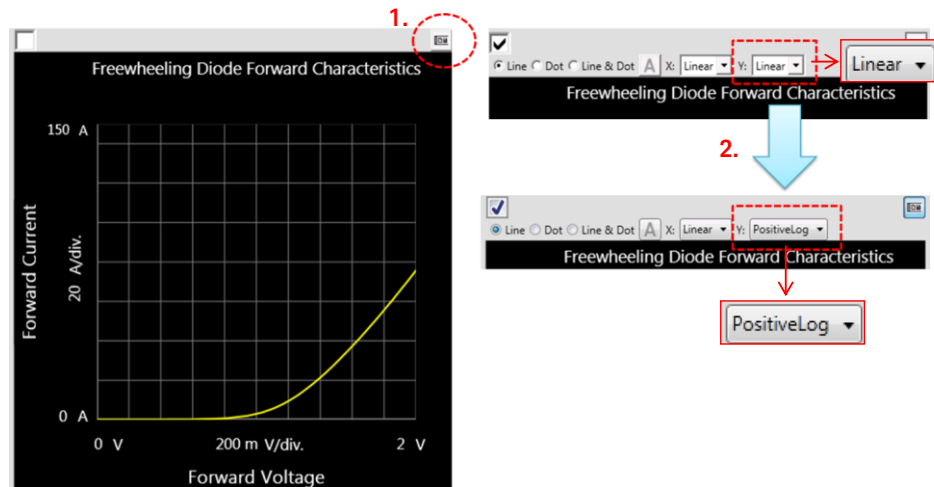 1.
Freewheeling Diode Forward Characteristics
150 A
Forward Current
20 A/div.
0 A
0 V 200 m V/div. 2 V
Forward Voltage
Line Dot Line & Dot A X: Linear Y: Linear
Linear
Freewheeling Diode Forward Characteristics
2.
Line Dot Line & Dot A X: Linear Y: PositiveLog
Freewheeling Diode Forward Characteristics
PositiveLog